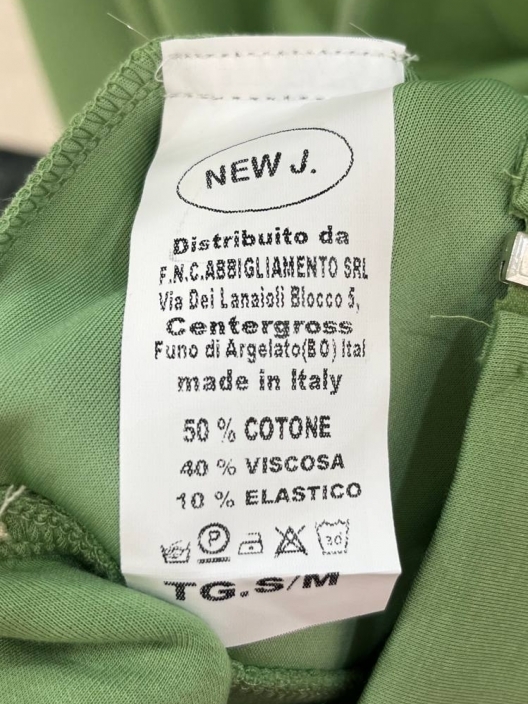 NEW J.
Distribuito da
F.N.C.ABBIGLIAMENTO SRL
Via Dei Lanaioli Blocco 5,
Centergross
Funo di Argelato(BO) Ital
made in Italy
50 % COTONE
40 % VISCOSA
10 % ELASTICO
P 30
TG.S/M